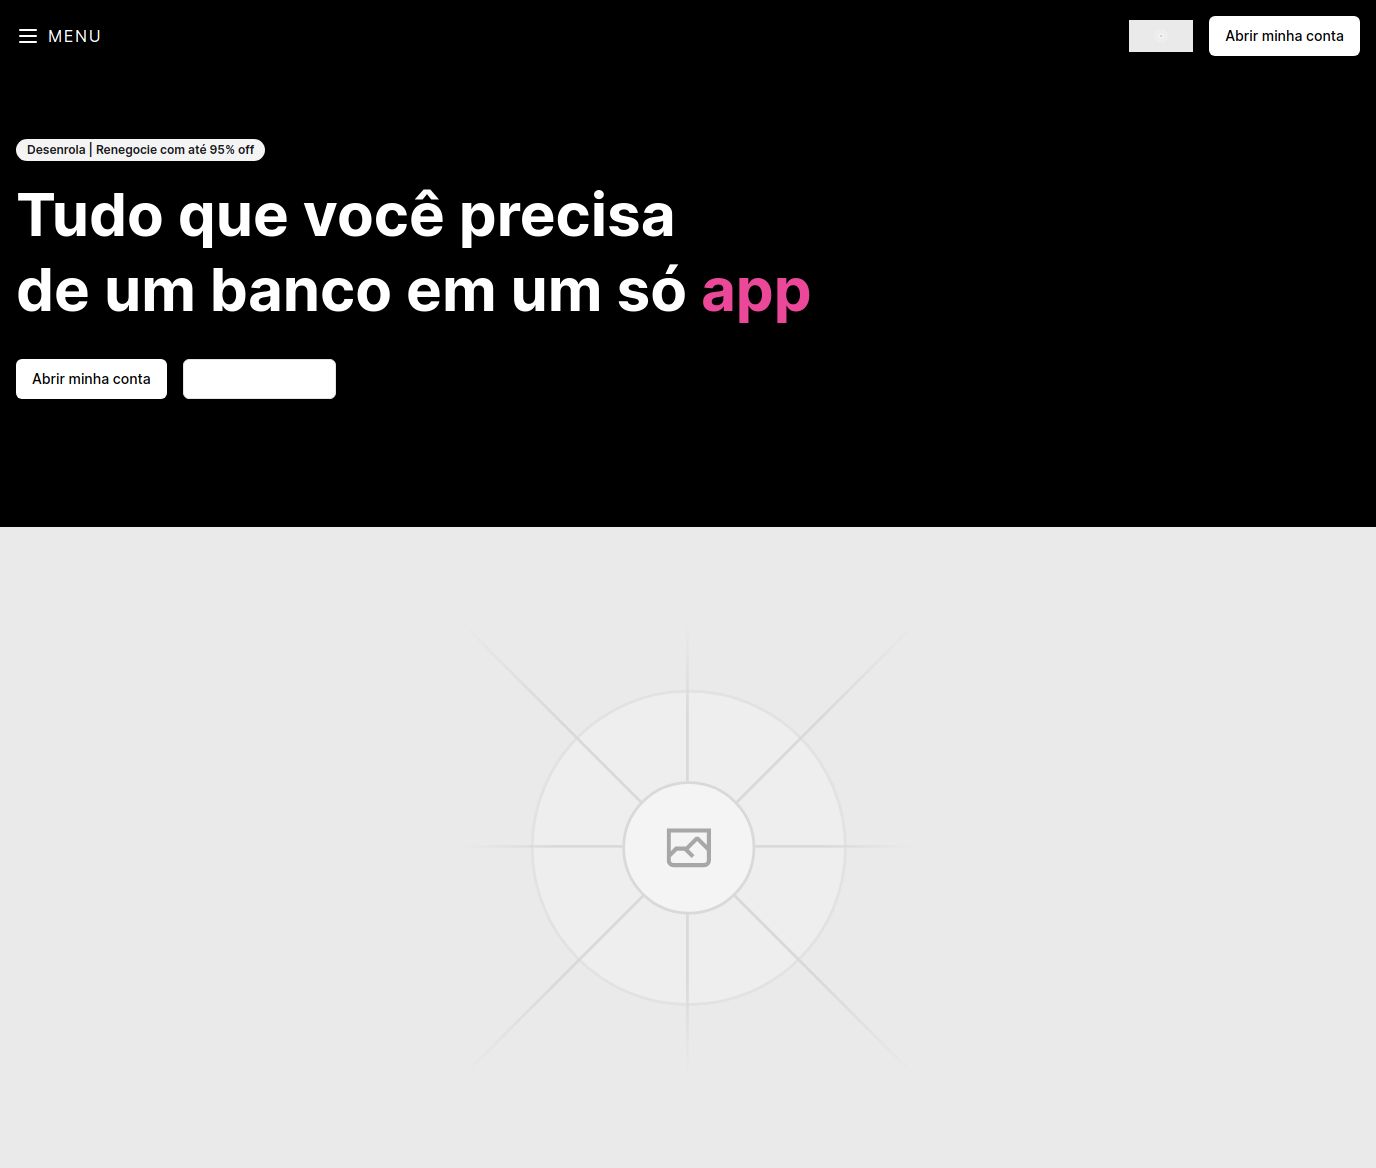 MENU
Abrir minha conta
Desenrola | Renegocie com até 95% off
Tudo que você precisa
de um banco em um só app
Abrir minha conta